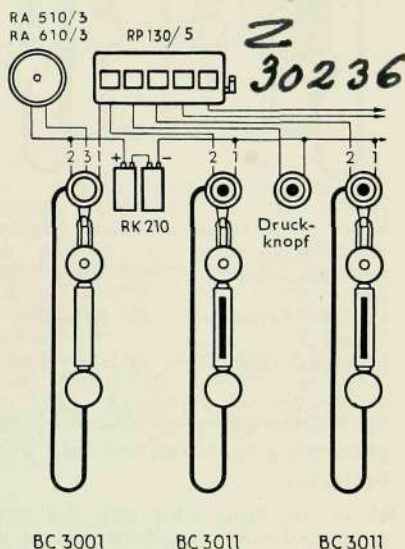 RA 510/3
RA 610/3
RP 130/5
Z
30236
2 3 1
+ -
2 1
2 1
RK 210
Druck-
knopf
BC 3001 BC 3011 BC 3011